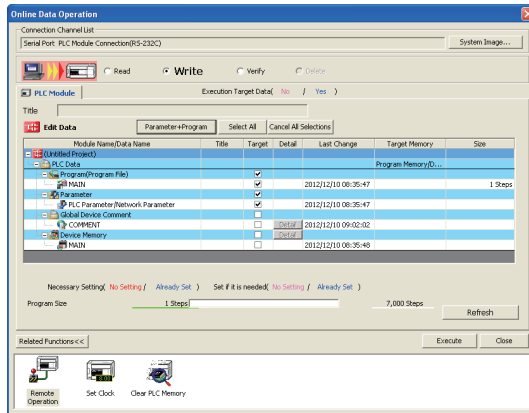 Online Data Operation
Connection Channel List
Serial Port PLC Module Connection(RS-232C)
System Image...
Read
Write
Verify
Delete
PLC Module
Execution Target Data( No / Yes )
Title
Edit Data
Parameter+Program
Select All
Cancel All Selections
Module Name/Data Name Title Target Detail Last Change Target Memory Size
(Untitled Project)
PLC Data Program Memory/D...
Program(Program File)
MAIN 2012/12/10 08:35:47 1 Steps
Parameter
PLC Parameter/Network Parameter 2012/12/10 08:35:47
Global Device Comment
COMMENT Detail 2012/12/10 09:02:02
Device Memory Detail
MAIN 2012/12/10 08:35:48
Necessary Setting( No Setting / Already Set ) Set if it is needed( No Setting / Already Set )
Program Size 1 Steps 7,000 Steps
Refresh
Related Functions<<
Execute
Close
Remote
Operation
Set Clock
Clear PLC Memory